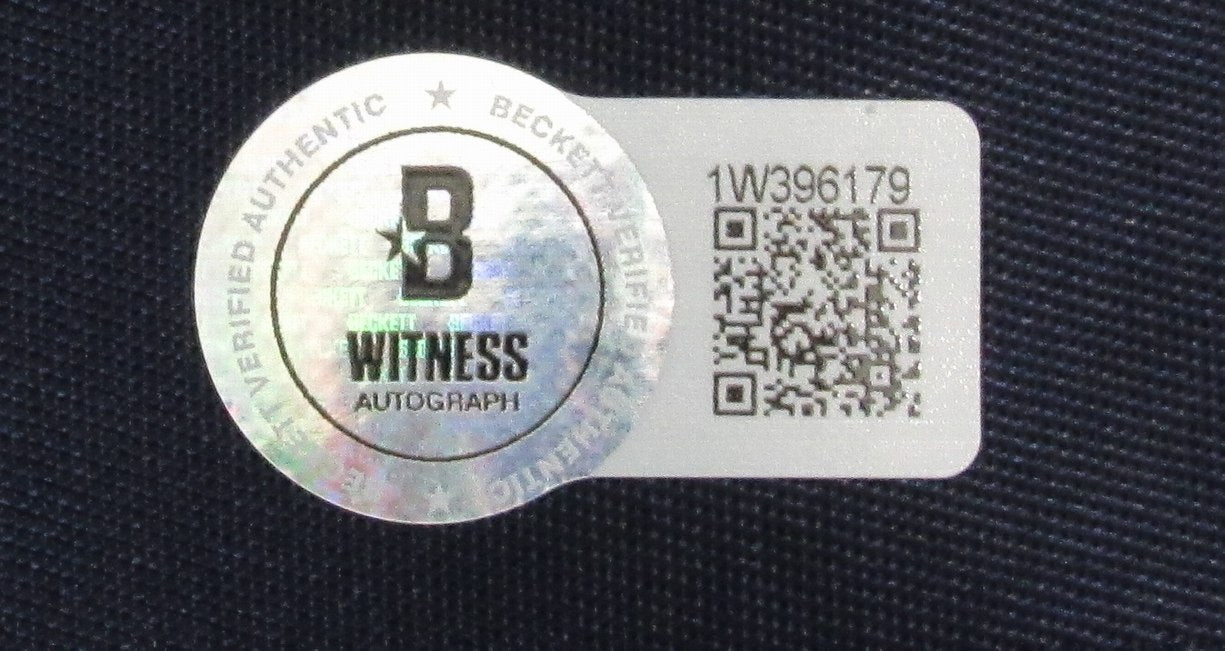 BECKETT VERIFIED AUTHENTIC ★ BECKETT VERIFIED AUTHENTIC ★
B
WITNESS
AUTOGRAPH
1W396179